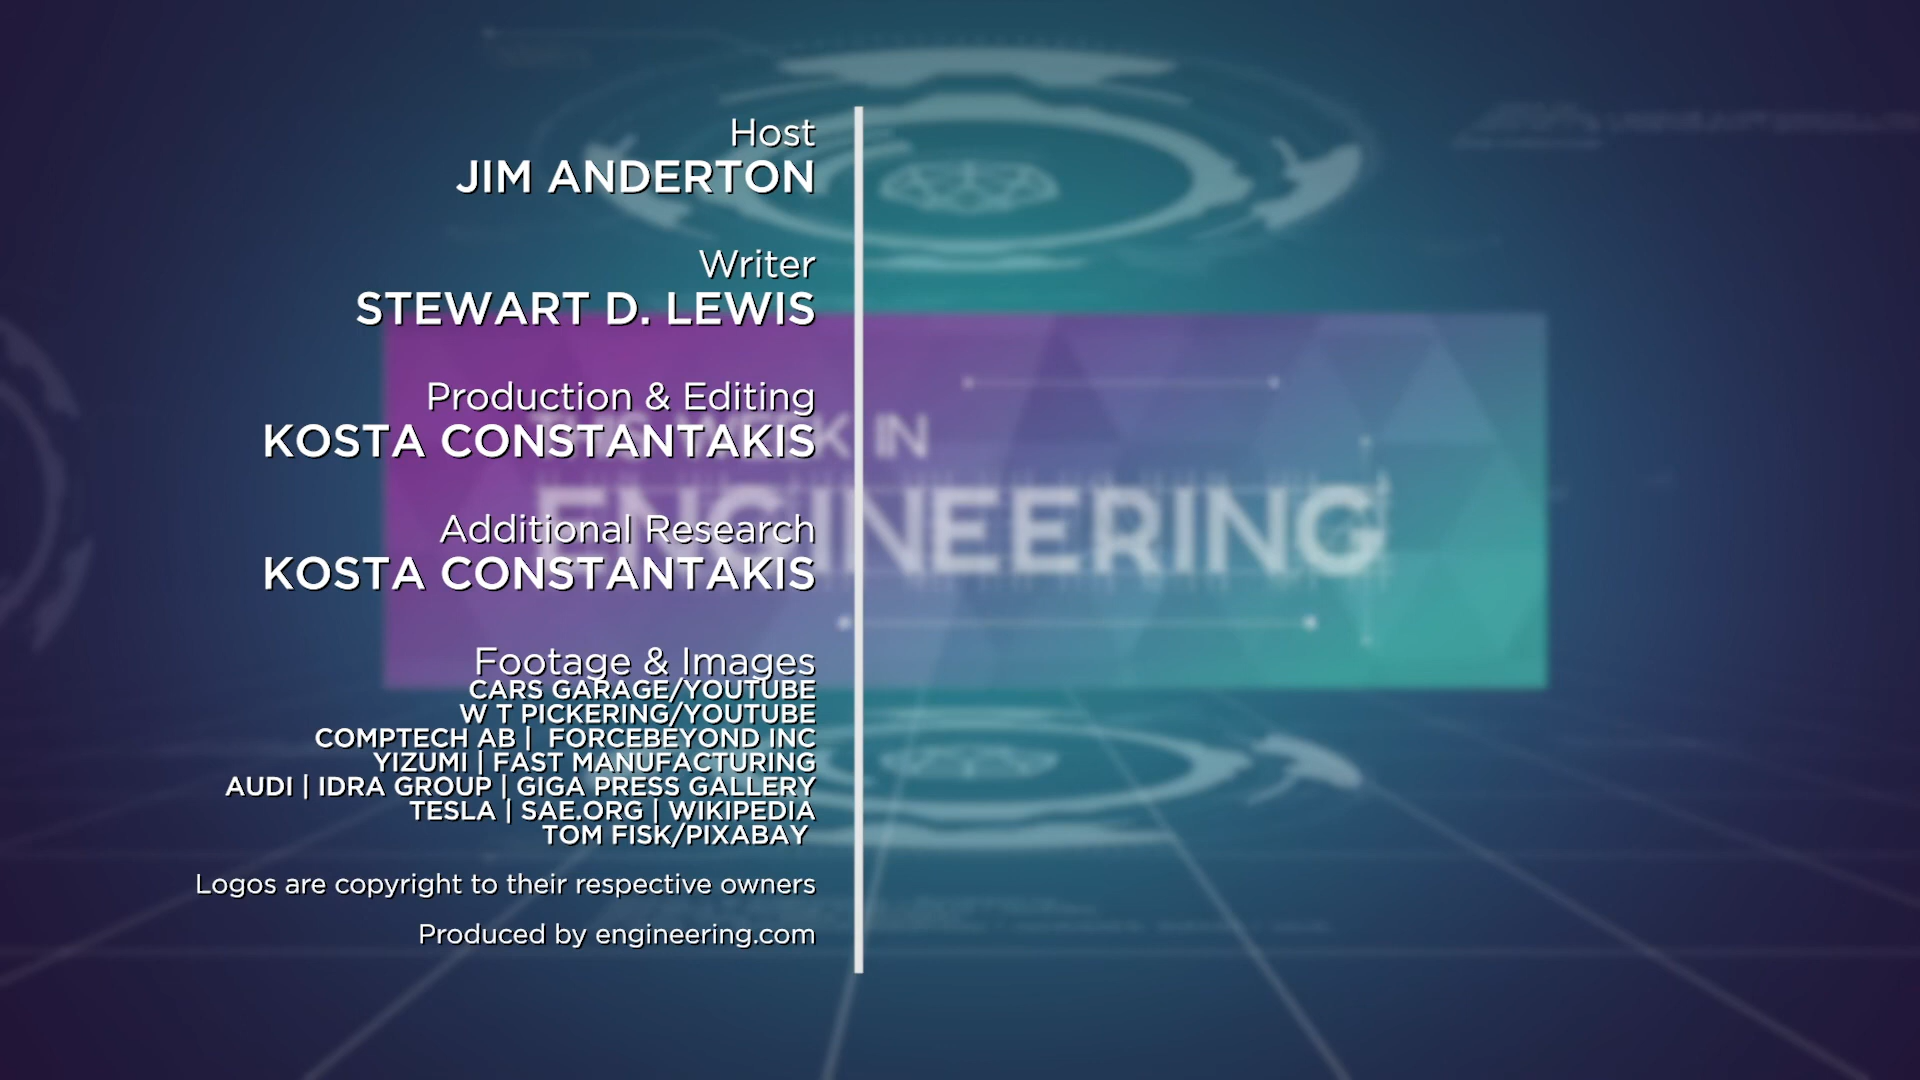 Host
JIM ANDERTON
Writer
STEWART D. LEWIS
Production & Editing
KOSTA CONSTANTAKIS
Additional Research
KOSTA CONSTANTAKIS
Footage & Images
CARS GARAGE/YOUTUBE
W T PICKERING/YOUTUBE
COMPTECH AB | FORCEBEYOND INC
YIZUMI | FAST MANUFACTURING
AUDI | IDRA GROUP | GIGA PRESS GALLERY
TESLA | SAE.ORG | WIKIPEDIA
TOM FISK/PIXABAY
Logos are copyright to their respective owners
Produced by engineering.com
WEEK IN
ENGINEERING